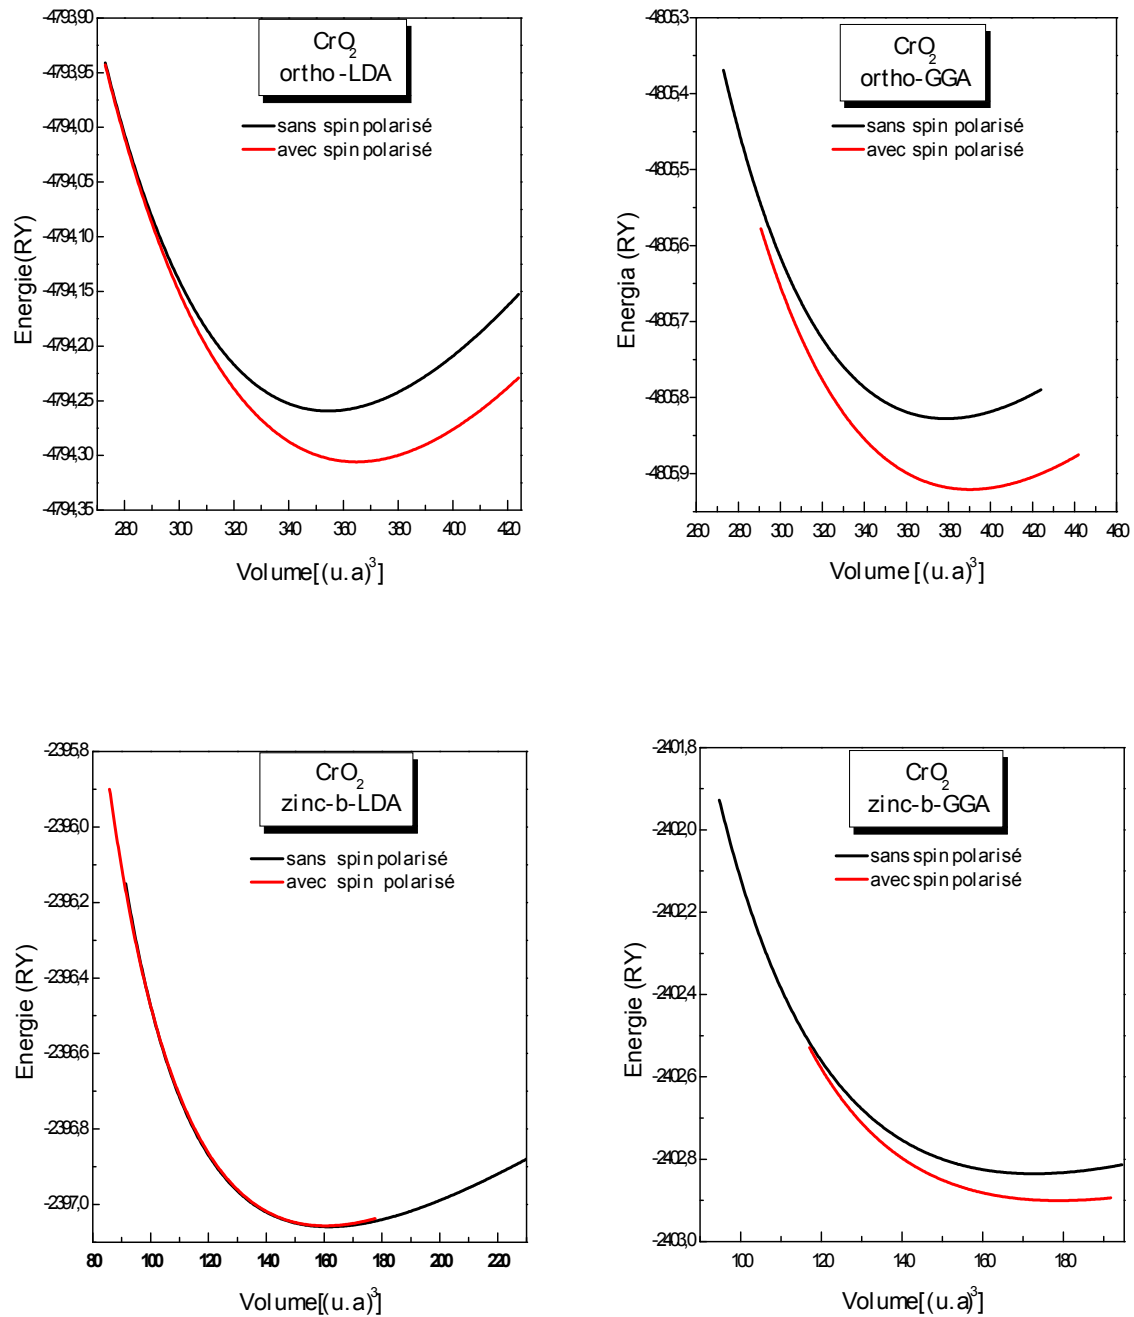 CrO2
ortho-LDA
sans spin polarisé
avec spin polarisé
-4793,90
-4793,95
-4794,00
-4794,05
-4794,10
-4794,15
-4794,20
-4794,25
-4794,30
-4794,35
Energie(RY)
280 300 320 340 360 380 400 420
Volume[(u.a)3]
CrO2
ortho-GGA
sans spin polarisé
avec spin polarisé
-4805,3
-4805,4
-4805,5
-4805,6
-4805,7
-4805,8
-4805,9
Energia (RY)
260 280 300 320 340 360 380 400 420 440 460
Volume [(u.a)3]
CrO2
zinc-b-LDA
sans spin polarisé
avec spin polarisé
-2395,8
-2396,0
-2396,2
-2396,4
-2396,6
-2396,8
-2397,0
Energie (RY)
80 100 120 140 160 180 200 220
Volume[(u.a)3]
CrO2
zinc-b-GGA
sans spin polarisé
avec spin polarisé
-2401,8
-2402,0
-2402,2
-2402,4
-2402,6
-2402,8
-2403,0
Energie (RY)
100 120 140 160 180
Volume[(u.a)3]